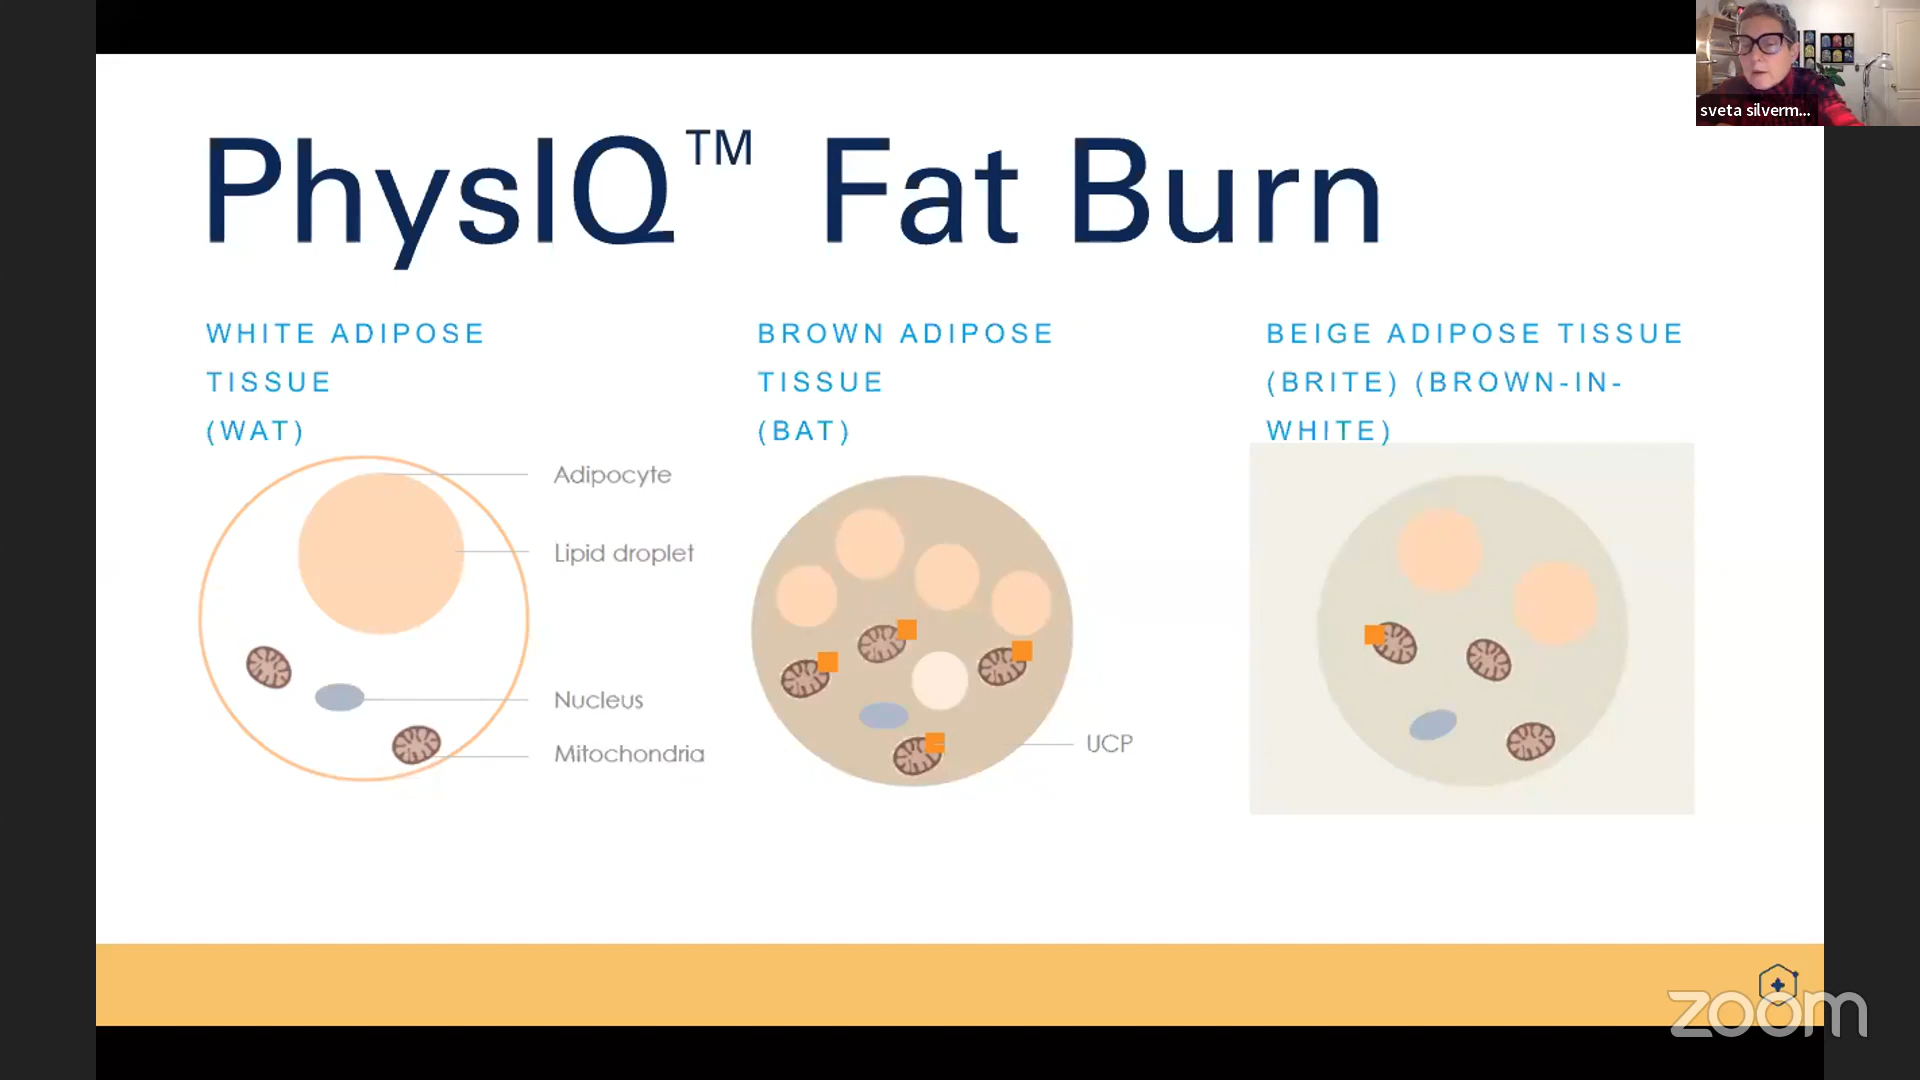 sveta silverm...
PhysIQ™ Fat Burn
WHITE ADIPOSE
TISSUE
(WAT)
BROWN ADIPOSE
TISSUE
(BAT)
BEIGE ADIPOSE TISSUE
(BRITE) (BROWN-IN-
WHITE)
Adipocyte
Lipid droplet
Nucleus
Mitochondria
UCP
zoom